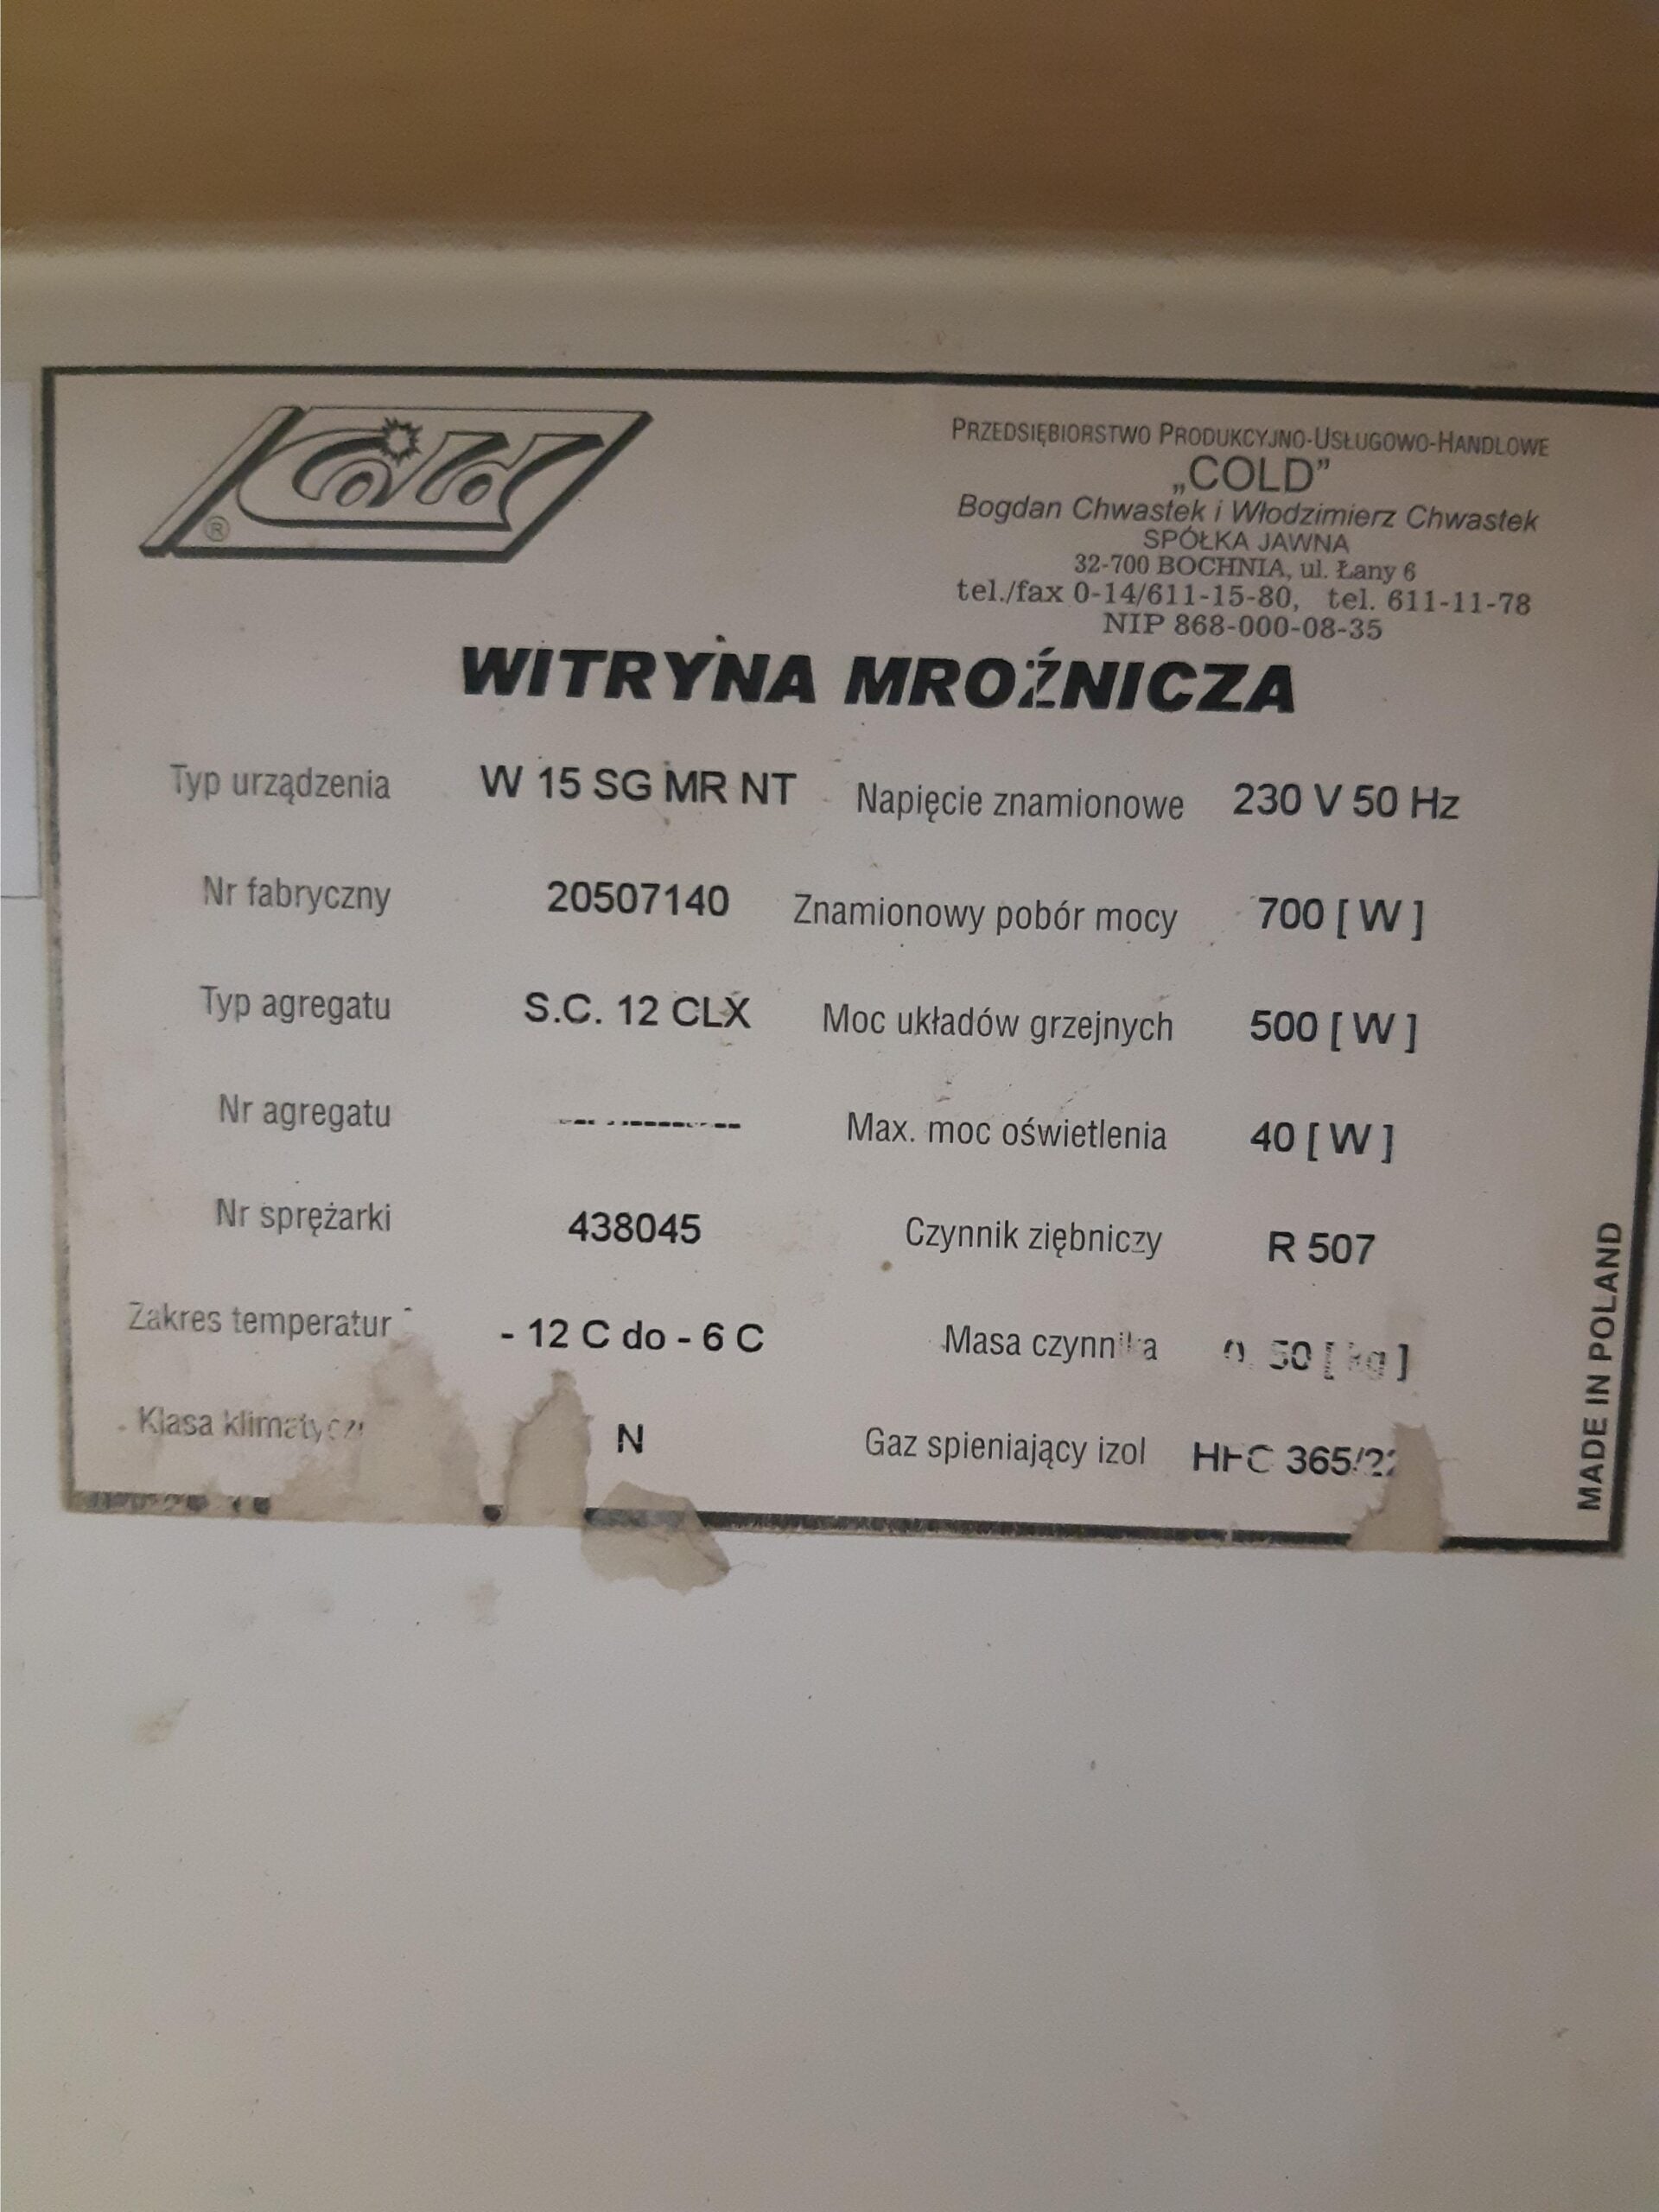 Cold
®
PRZEDSIĘBIORSTWO PRODUKCYJNO-USŁUGOWO-HANDLOWE
„COLD”
Bogdan Chwastek i Włodzimierz Chwastek
SPÓŁKA JAWNA
32-700 BOCHNIA, ul. Łany 6
tel./fax 0-14/611-15-80, tel. 611-11-78
NIP 868-000-08-35
WITRYNA MROŹNICZA
Typ urządzenia W 15 SG MR NT Napięcie znamionowe 230 V 50 Hz
Nr fabryczny 20507140 Znamionowy pobór mocy 700 [ W ]
Typ agregatu S.C. 12 CLX Moc układów grzejnych 500 [ W ]
Nr agregatu ------------ Max. moc oświetlenia 40 [ W ]
Nr sprężarki 438045 Czynnik ziębniczy R 507
Zakres temperatur - 12 C do - 6 C Masa czynnika 0,50 [ kg ]
Klasa N Gaz spieniający izol HFC
MADE IN POLAND